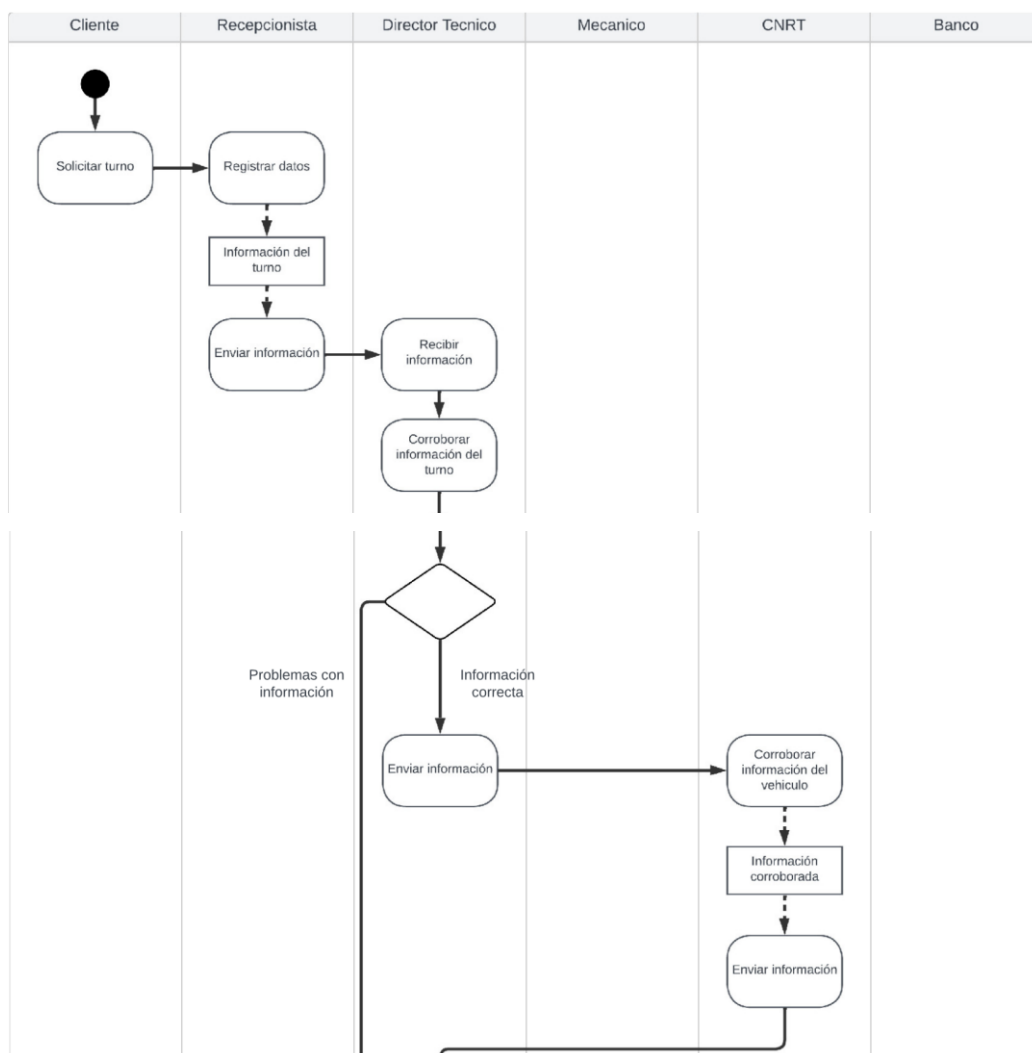 Cliente
Recepcionista
Director Tecnico
Mecanico
CNRT
Banco
Solicitar turno
Registrar datos
Información del
turno
Enviar información
Recibir
información
Corroborar
información del
turno
Problemas con
información
Información
correcta
Enviar información
Corroborar
información del
vehiculo
Información
corroborada
Enviar información